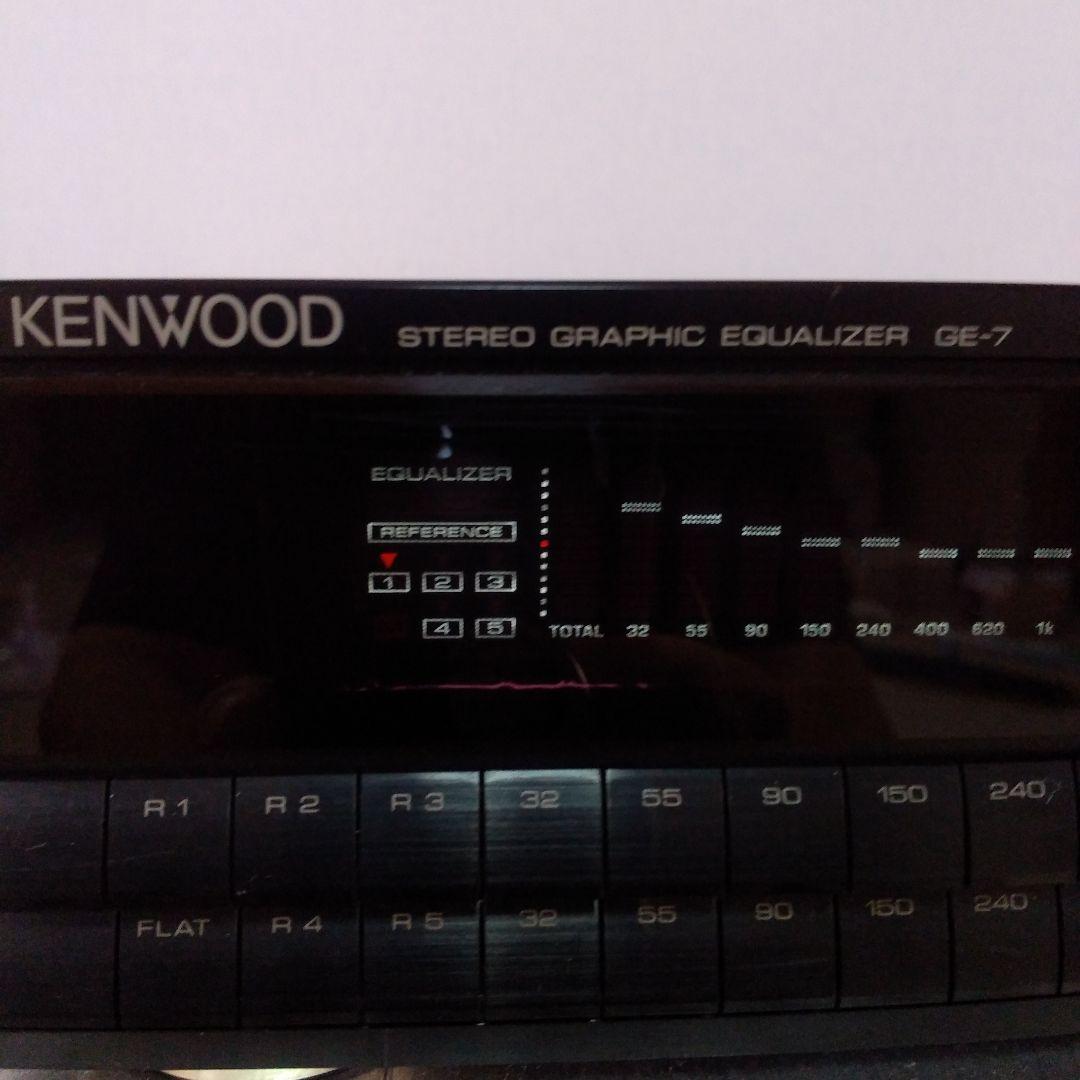 KENWOOD STEREO GRAPHIC EQUALIZER GE-7
EQUALIZER
REFERENCE
1 2 3
4 5 TOTAL 32 55 90 150 240 400 620 1k
R 1 R 2 R 3 32 55 90 150 240
FLAT R 4 R 5 32 55 90 150 240